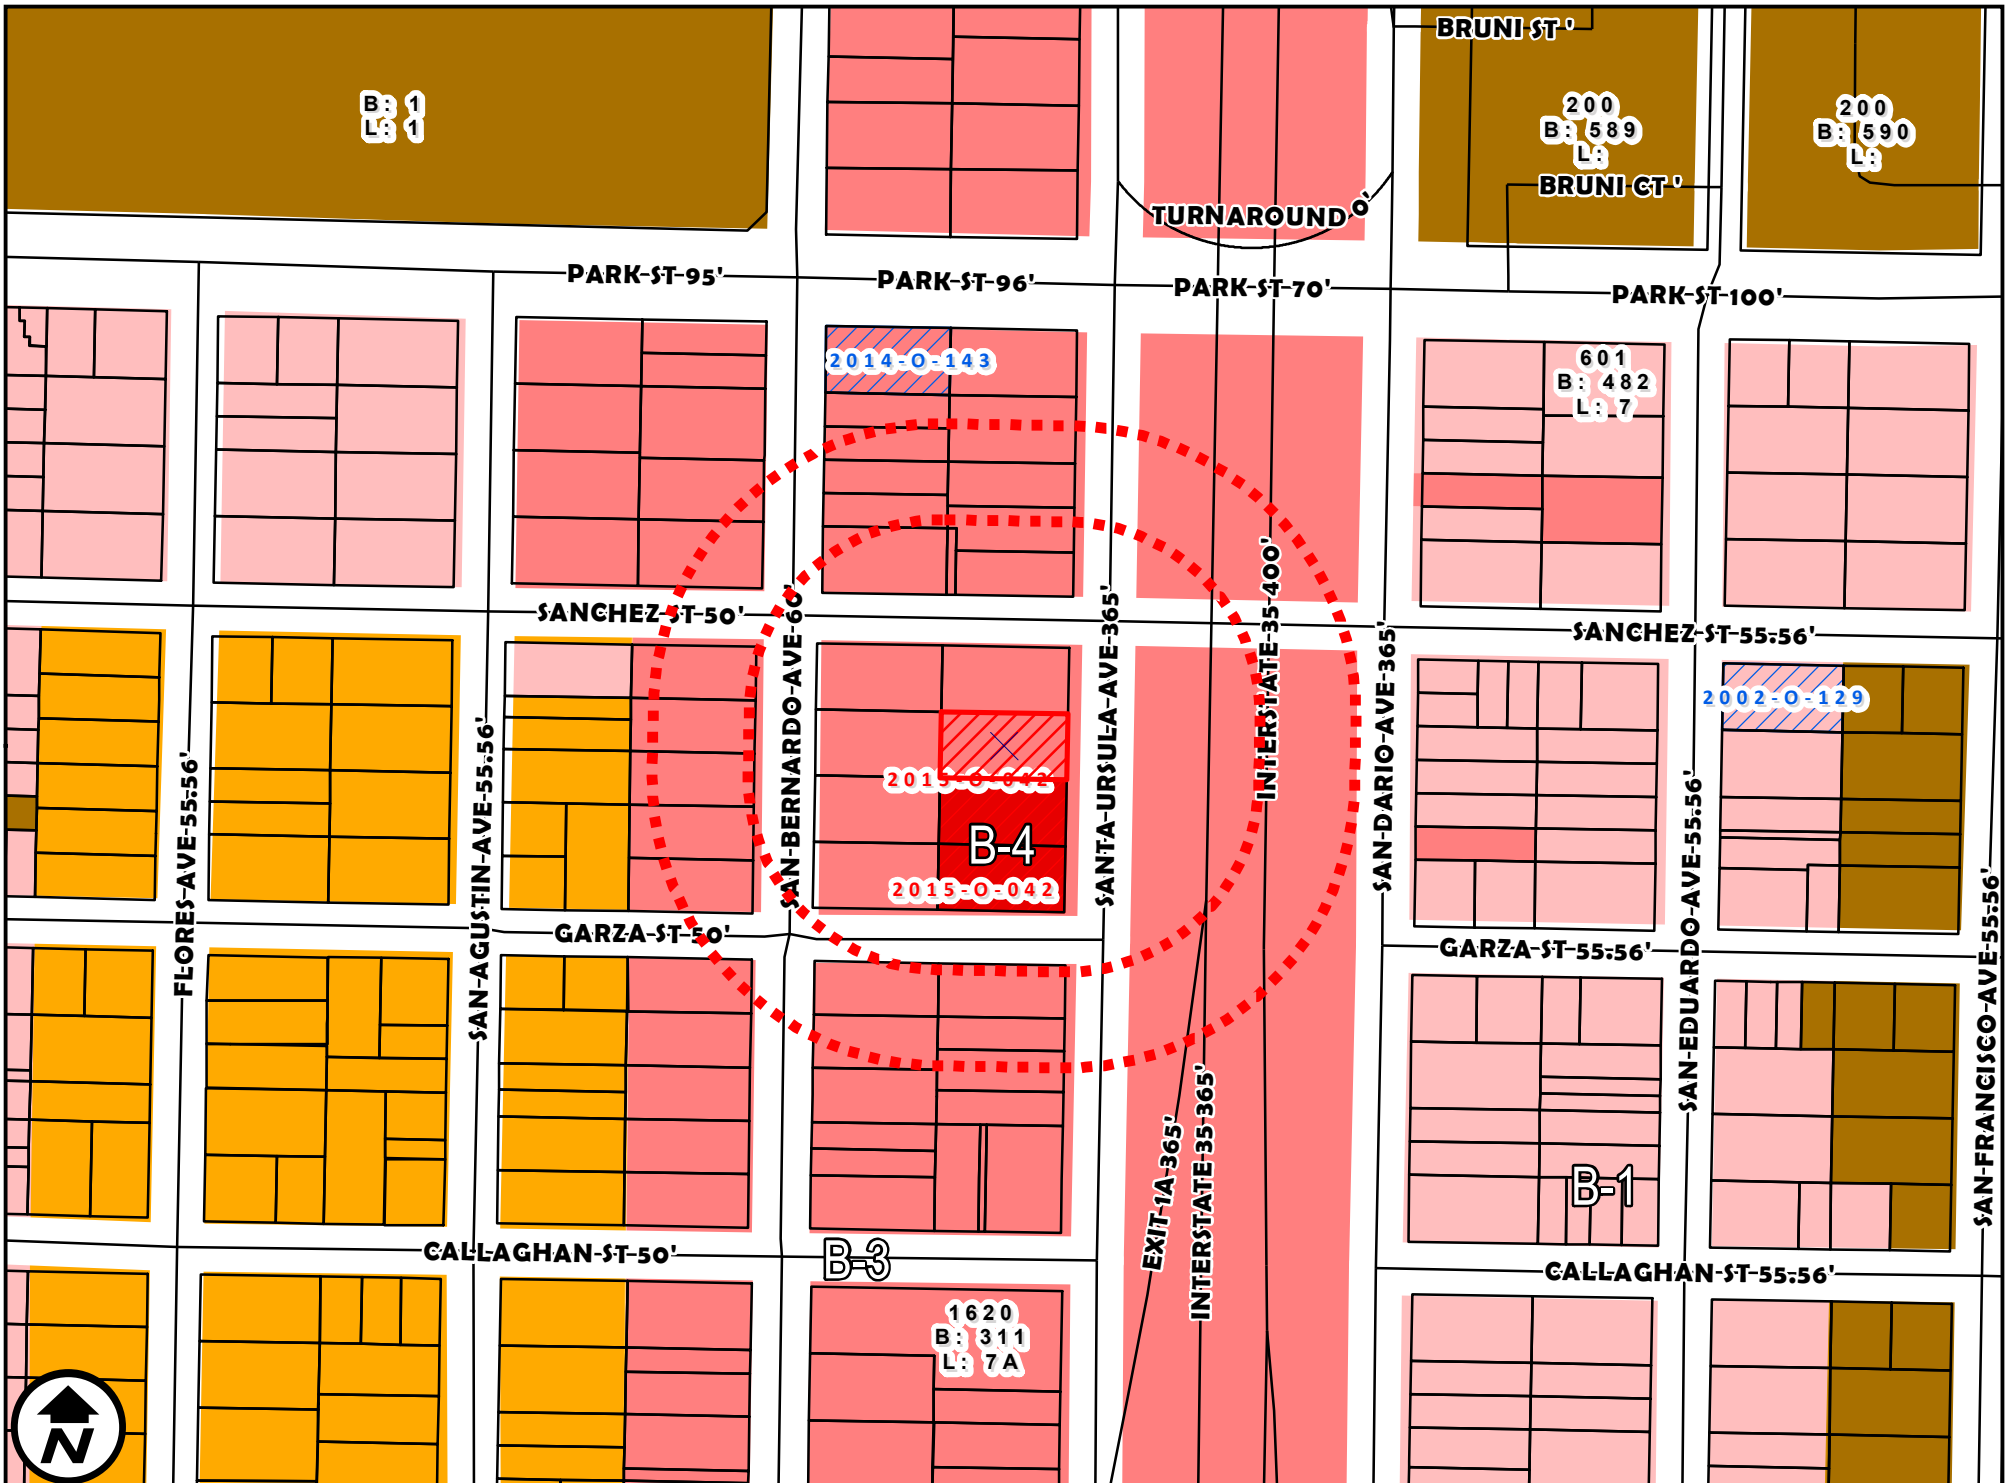 BRUNI ST '
B: 1
L: 1
200
B: 589
L:
200
B: 590
L:
BRUNI CT '
TURNAROUND 0'
PARK ST 95'
PARK ST 96'
PARK ST 70'
PARK ST 100'
2014-O-143
601
B: 482
L: 7
SANCHEZ ST 50'
SAN BERNARDO AVE 60'
SANTA URSULA AVE 365'
INTERSTATE 35 400'
SAN DARIO AVE 365'
SANCHEZ ST 55.56'
2002-O-129
FLORES AVE 55.56'
SAN AGUSTIN AVE 55.56'
2015-O-042
B-4
2015-O-042
SAN EDUARDO AVE 55.56'
SAN FRANCISCO AVE 55.56'
GARZA ST 50'
GARZA ST 55.56'
EXIT 1A 365'
INTERSTATE 35 365'
B-1
CALLAGHAN ST 50'
B-3
CALLAGHAN ST 55.56'
1620
B: 311
L: 7A
N